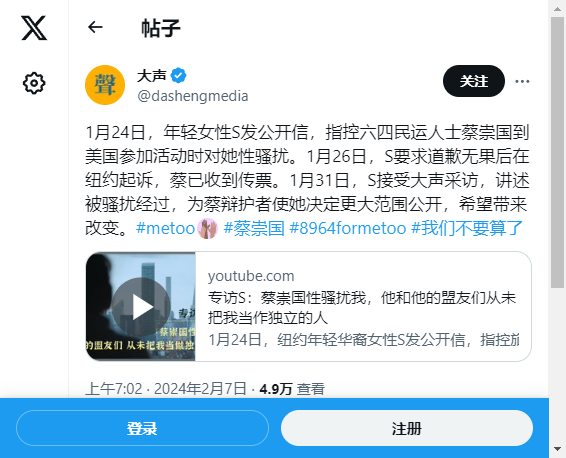 帖子
大声
@dashengmedia
关注
聲
1月24日，年轻女性S发公开信，指控六四民运人士蔡崇国到
美国参加活动时对她性骚扰。1月26日，S要求道歉无果后在
纽约起诉，蔡已收到传票。1月31日，S接受大声采访，讲述
被骚扰经过，为蔡辩护者使她决定更大范围公开，希望带来
改变。#metoo #蔡崇国 #8964formetoo #我们不要算了
youtube.com
专访S：蔡崇国性骚扰我，他和他的盟友们从未
把我当作独立的人
1月24日，纽约年轻华裔女性S发公开信，指控旅
专访
蔡崇国性
的盟友们 从未把我当做独
上午7:02 · 2024年2月7日 · 4.9万 查看
登录
注册